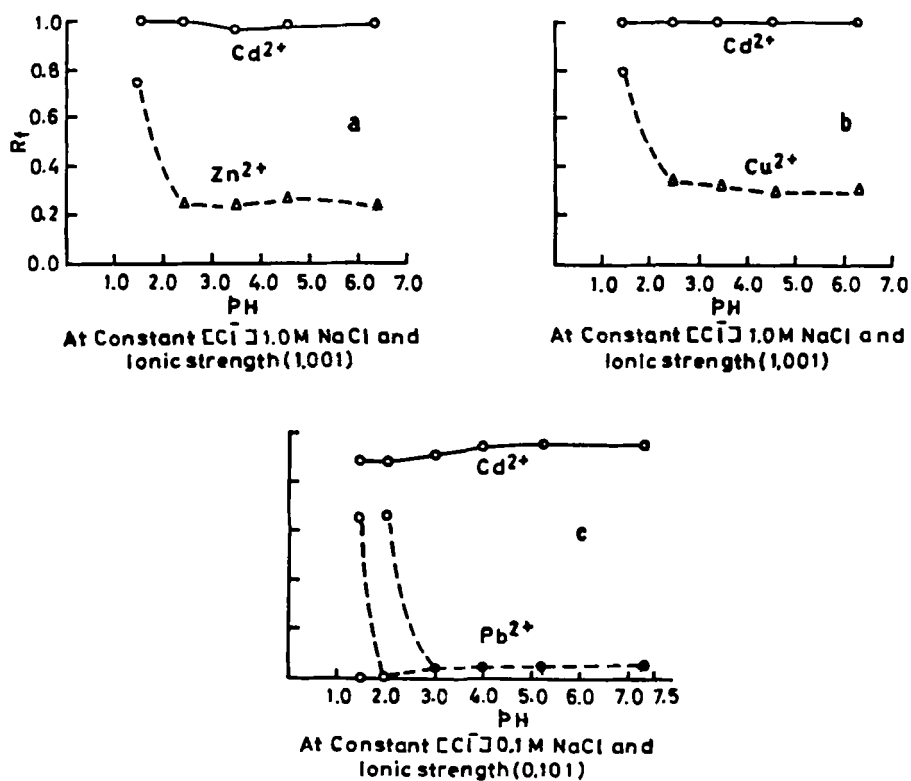 1.0
Cd2+
0.8
0.6
Rf
a
0.4
Zn2+
0.2
0.0
1.0 2.0 3.0 4.0 5.0 6.0 7.0
PH
At Constant [Cl̄] 1.0 M NaCl and
Ionic strength (1.001)
Cd2+
b
Cu2+
1.0 2.0 3.0 4.0 5.0 6.0 7.0
PH
At Constant [Cl̄] 1.0 M NaCl and
Ionic strength (1.001)
Cd2+
c
Pb2+
1.0 2.0 3.0 4.0 5.0 6.0 7.0 7.5
PH
At Constant [Cl̄] 0.1 M NaCl and
Ionic strength (0.101)